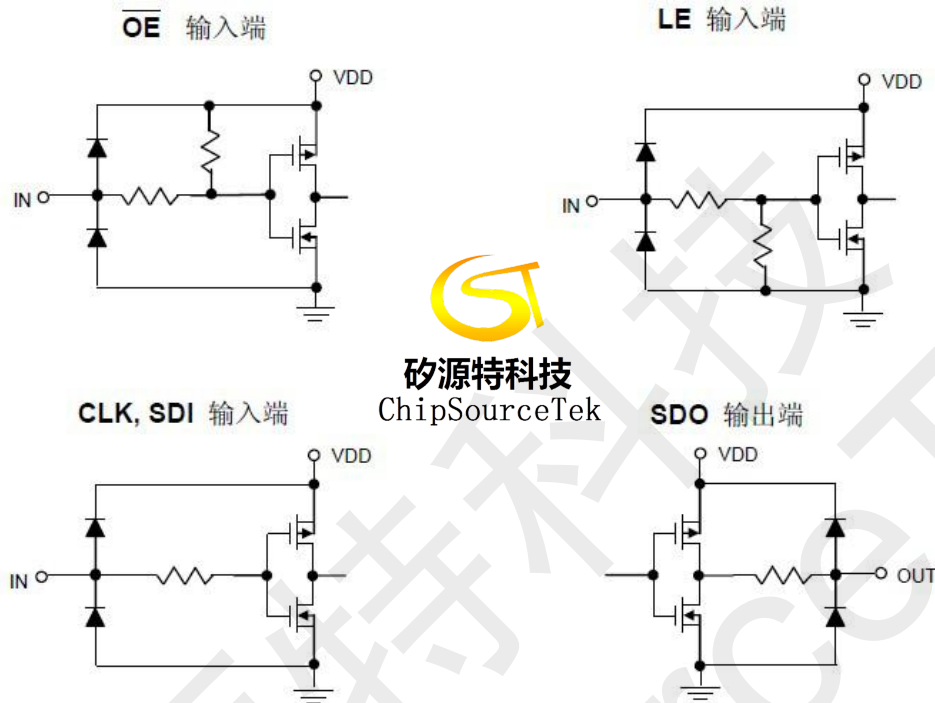 OE 输入端
LE 输入端
VDD
VDD
IN
IN
ST
矽源特科技
ChipSourceTek
CLK, SDI 输入端
SDO 输出端
VDD
VDD
IN
OUT